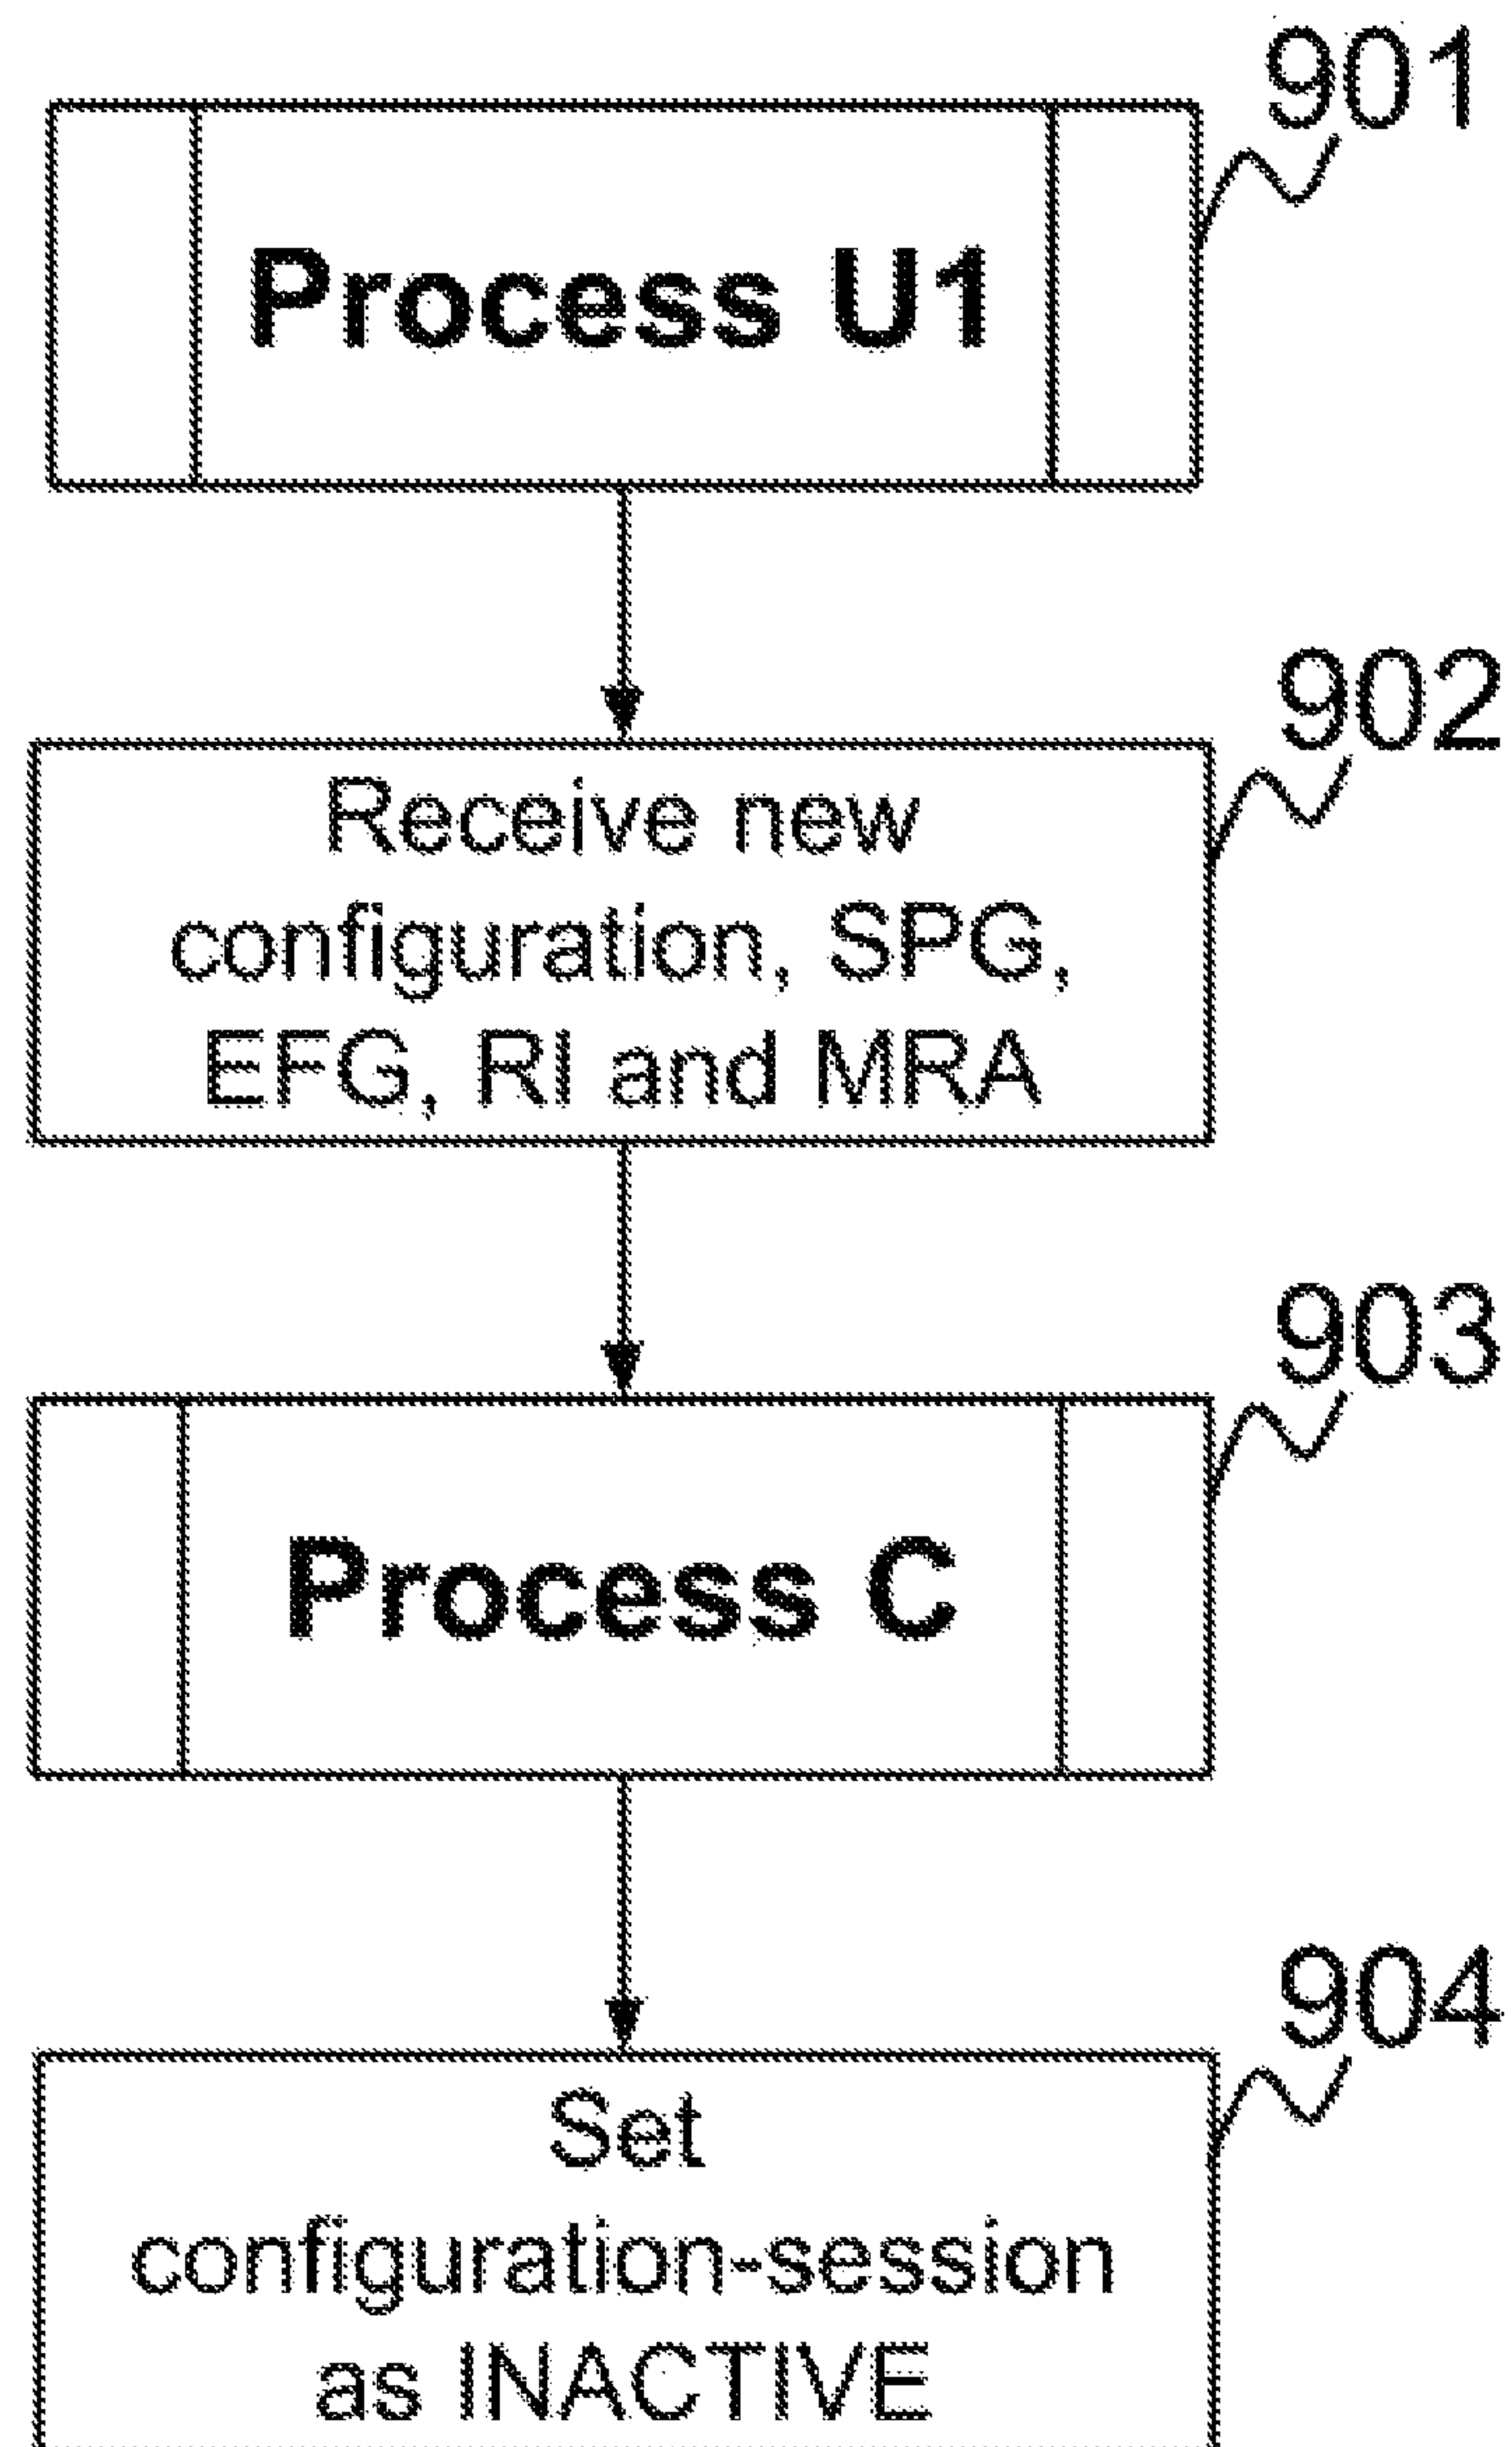 901
Process U1
902
Receive new
configuration, SPG,
EFG, RI and MRA
903
Process C
904
Set
configuration-session
as INACTIVE